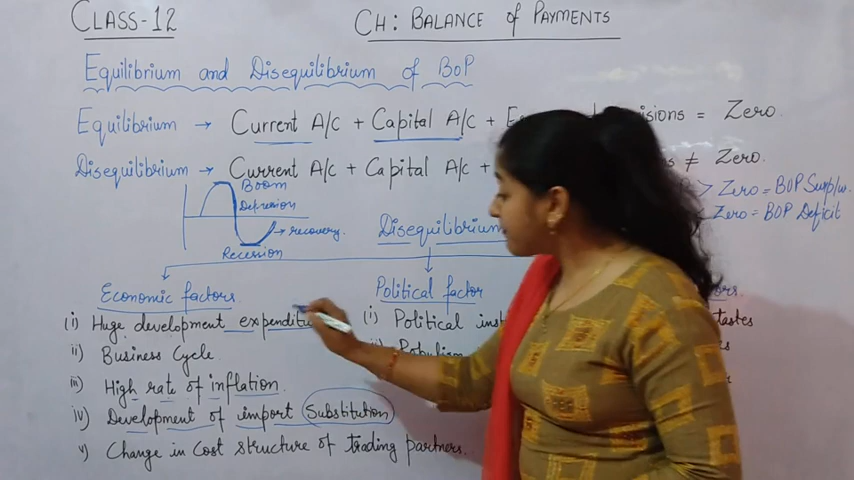 CLASS-12
CH: BALANCE of PAYMENTS
Equilibrium and Disequilibrium of BoP
Equilibrium → Current A/C + Capital A/C + = Zero.
Disequilibrium → Current A/C + Capital A/C + ≠ Zero.
> Zero = BOP Surplus.
Zero = BOP Deficit
Boom
Depression
→ recovery.
Recession
Disequilibrium
Economic factors
(i) Huge development
ii) Business Cycle.
iii) High rate of inflation.
iv) Development of import Substitution
v) Change in Cost structure of trading partners.
Political factor
(i) Political
tastes